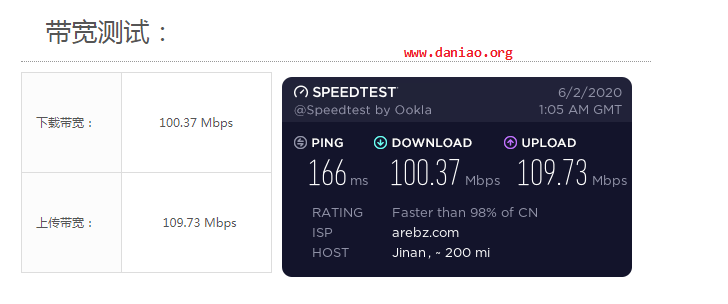 带宽测试：
www.daniao.org
下载带宽： 100.37 Mbps
上传带宽： 109.73 Mbps
SPEEDTEST 6/2/2020
@Speedtest by Ookla 1:05 AM GMT
PING DOWNLOAD UPLOAD
166 ms 100.37 Mbps 109.73 Mbps
RATING Faster than 98% of CN
ISP arebz.com
HOST Jinan , ~ 200 mi